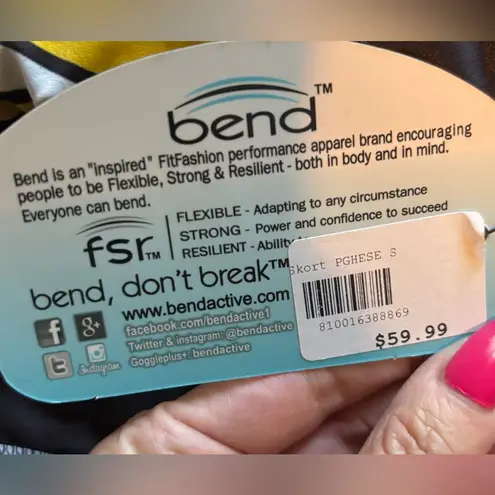 bend™
Bend is an "Inspired" FitFashion performance apparel brand encouraging
people to be Flexible, Strong & Resilient - both in body and in mind.
Everyone can bend.
fsr™
FLEXIBLE - Adapting to any circumstance
STRONG - Power and confidence to succeed
RESILIENT - Ability
bend, don't break™
www.bendactive.com
facebook.com/bendactive1
Twitter & instagram: @bendactive
Goggleplus+: bendactive
f g+
t Instagram
Skort PGHESE S
810016388869
$59.99